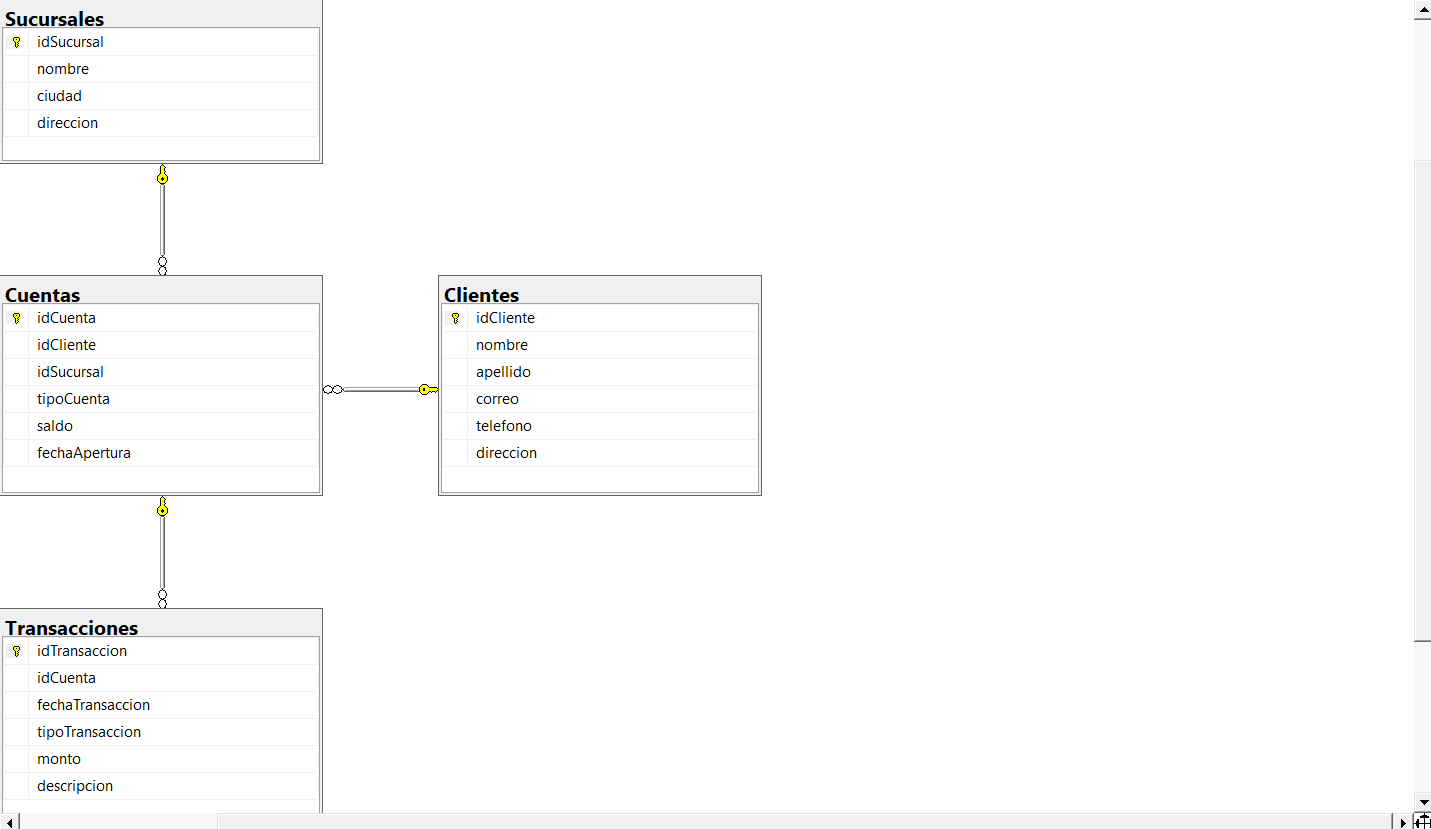 Sucursales
idSucursal
nombre
ciudad
direccion
Cuentas
idCuenta
idCliente
idSucursal
tipoCuenta
saldo
fechaApertura
Clientes
idCliente
nombre
apellido
correo
telefono
direccion
Transacciones
idTransaccion
idCuenta
fechaTransaccion
tipoTransaccion
monto
descripcion